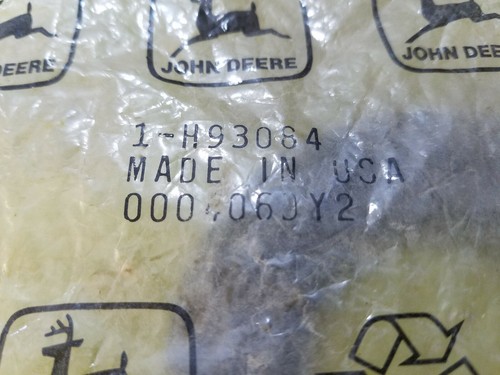 DEERE
JOHN DEERE
JOHN DEERE
1-H93084
MADE IN USA